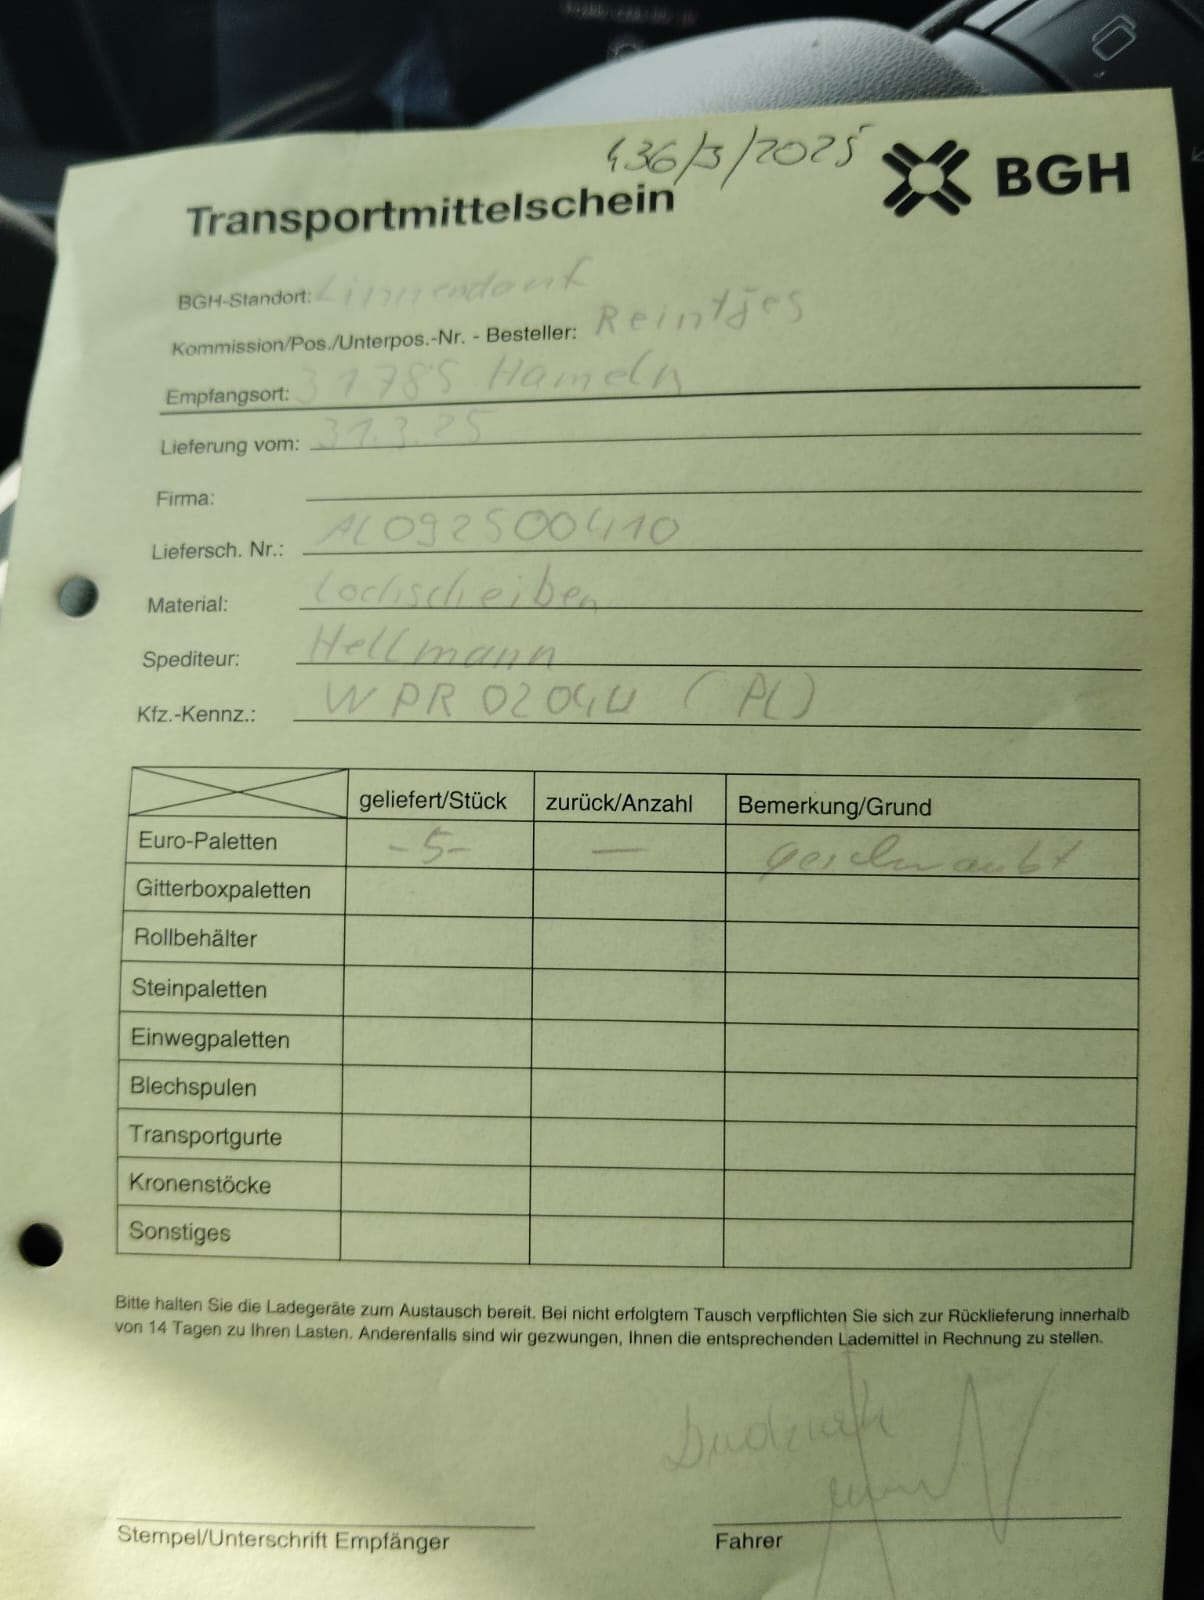 436/3/2025
BGH
Transportmittelschein
BGH-Standort: Linnendorf
Kommission/Pos./Unterpos.-Nr. - Besteller: Reintjes
Empfangsort: 31785 Hameln
Lieferung vom: 31.3.25
Firma:
Liefersch. Nr.: AL092500410
Material: Lochscheiben
Spediteur: Hellmann
Kfz.-Kennz.: WPR 0204U (PL)
geliefert/Stück zurück/Anzahl Bemerkung/Grund
Euro-Paletten -5- — geschraubt
Gitterboxpaletten
Rollbehälter
Steinpaletten
Einwegpaletten
Blechspulen
Transportgurte
Kronenstöcke
Sonstiges
Bitte halten Sie die Ladegeräte zum Austausch bereit. Bei nicht erfolgtem Tausch verpflichten Sie sich zur Rücklieferung innerhalb
von 14 Tagen zu Ihren Lasten. Anderenfalls sind wir gezwungen, Ihnen die entsprechenden Lademittel in Rechnung zu stellen.
Stempel/Unterschrift Empfänger
Fahrer